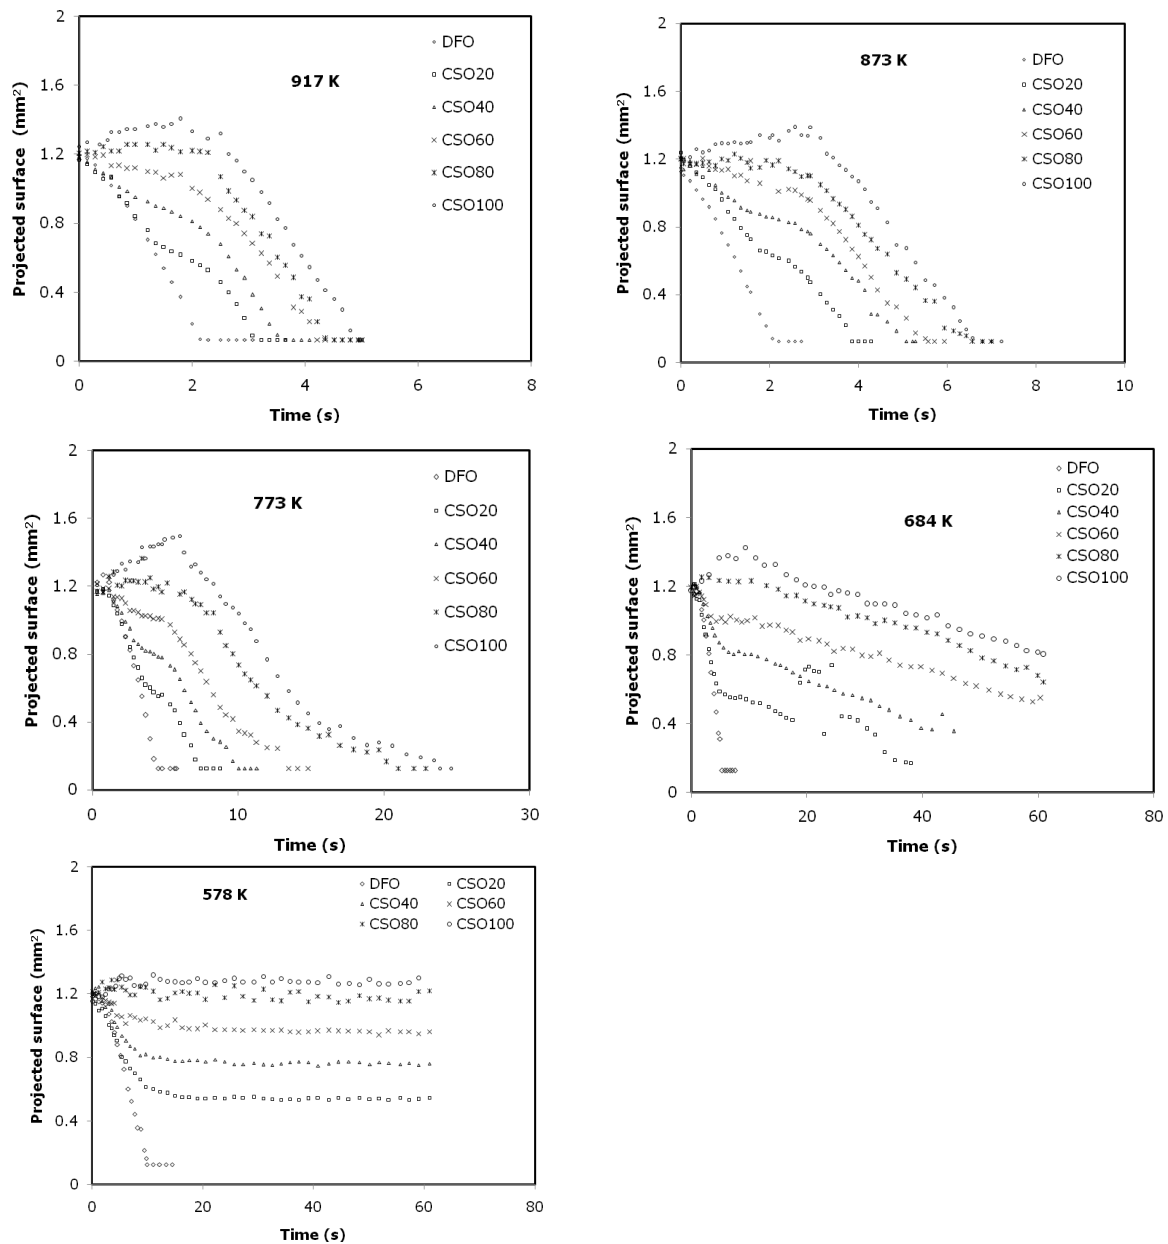 2
1.6
1.2
0.8
0.4
0
Projected surface (mm²)
917 K
DFO
CSO20
CSO40
CSO60
CSO80
CSO100
0 2 4 6 8
Time (s)
2
1.6
1.2
0.8
0.4
0
Projected surface (mm²)
873 K
DFO
CSO20
CSO40
CSO60
CSO80
CSO100
0 2 4 6 8 10
Time (s)
2
1.6
1.2
0.8
0.4
0
Projected surface (mm²)
773 K
DFO
CSO20
CSO40
CSO60
CSO80
CSO100
0 10 20 30
Time (s)
2
1.6
1.2
0.8
0.4
0
Projected surface (mm²)
684 K
DFO
CSO20
CSO40
CSO60
CSO80
CSO100
0 20 40 60 80
Time (s)
2
1.6
1.2
0.8
0.4
0
Projected surface (mm²)
578 K
DFO CSO20
CSO40 CSO60
CSO80 CSO100
0 20 40 60 80
Time (s)